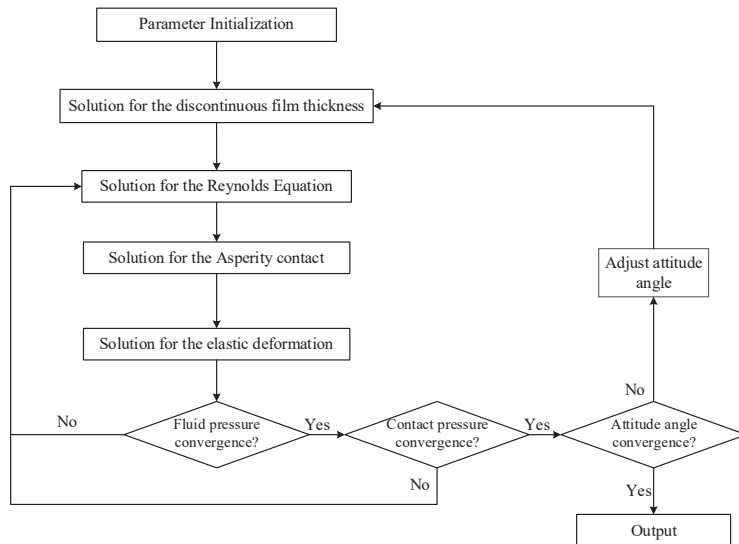 Parameter Initialization
Solution for the discontinuous film thickness
Solution for the Reynolds Equation
Solution for the Asperity contact
Adjust attitude
angle
Solution for the elastic deformation
No
Fluid pressure
convergence?
Yes
Contact pressure
convergence?
Yes
No
Attitude angle
convergence?
No
Yes
Output